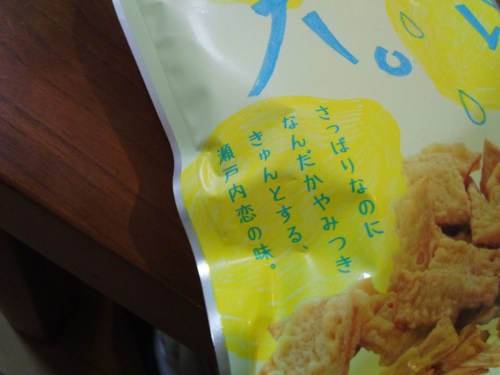 さっぱりなのに
なんだかやみつき
きゅんとする、
瀬戸内恋の味。